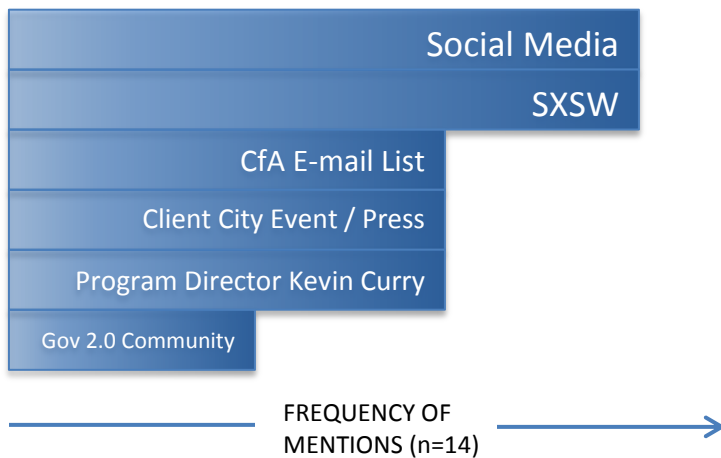 Social Media
SXSW
CfA E-mail List
Client City Event / Press
Program Director Kevin Curry
Gov 2.0 Community
FREQUENCY OF
MENTIONS (n=14)